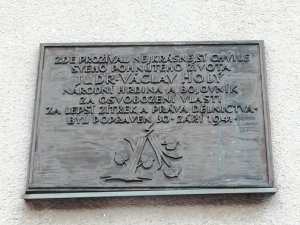 ZDE PROŽÍVAL NEJKRÁSNĚJŠÍ CHVÍLE
SVÉHO POHNUTÉHO ŽIVOTA
JUDR·VÁCLAV HOLÝ
NÁRODNÍ HRDINA A BOJOVNÍK
ZA OSVOBOZENÍ VLASTI
ZA LEPŠÍ ZÍTŘEK A PRÁVA DĚLNICTVA·
BYL POPRAVEN 30·ZÁŘÍ 1941·